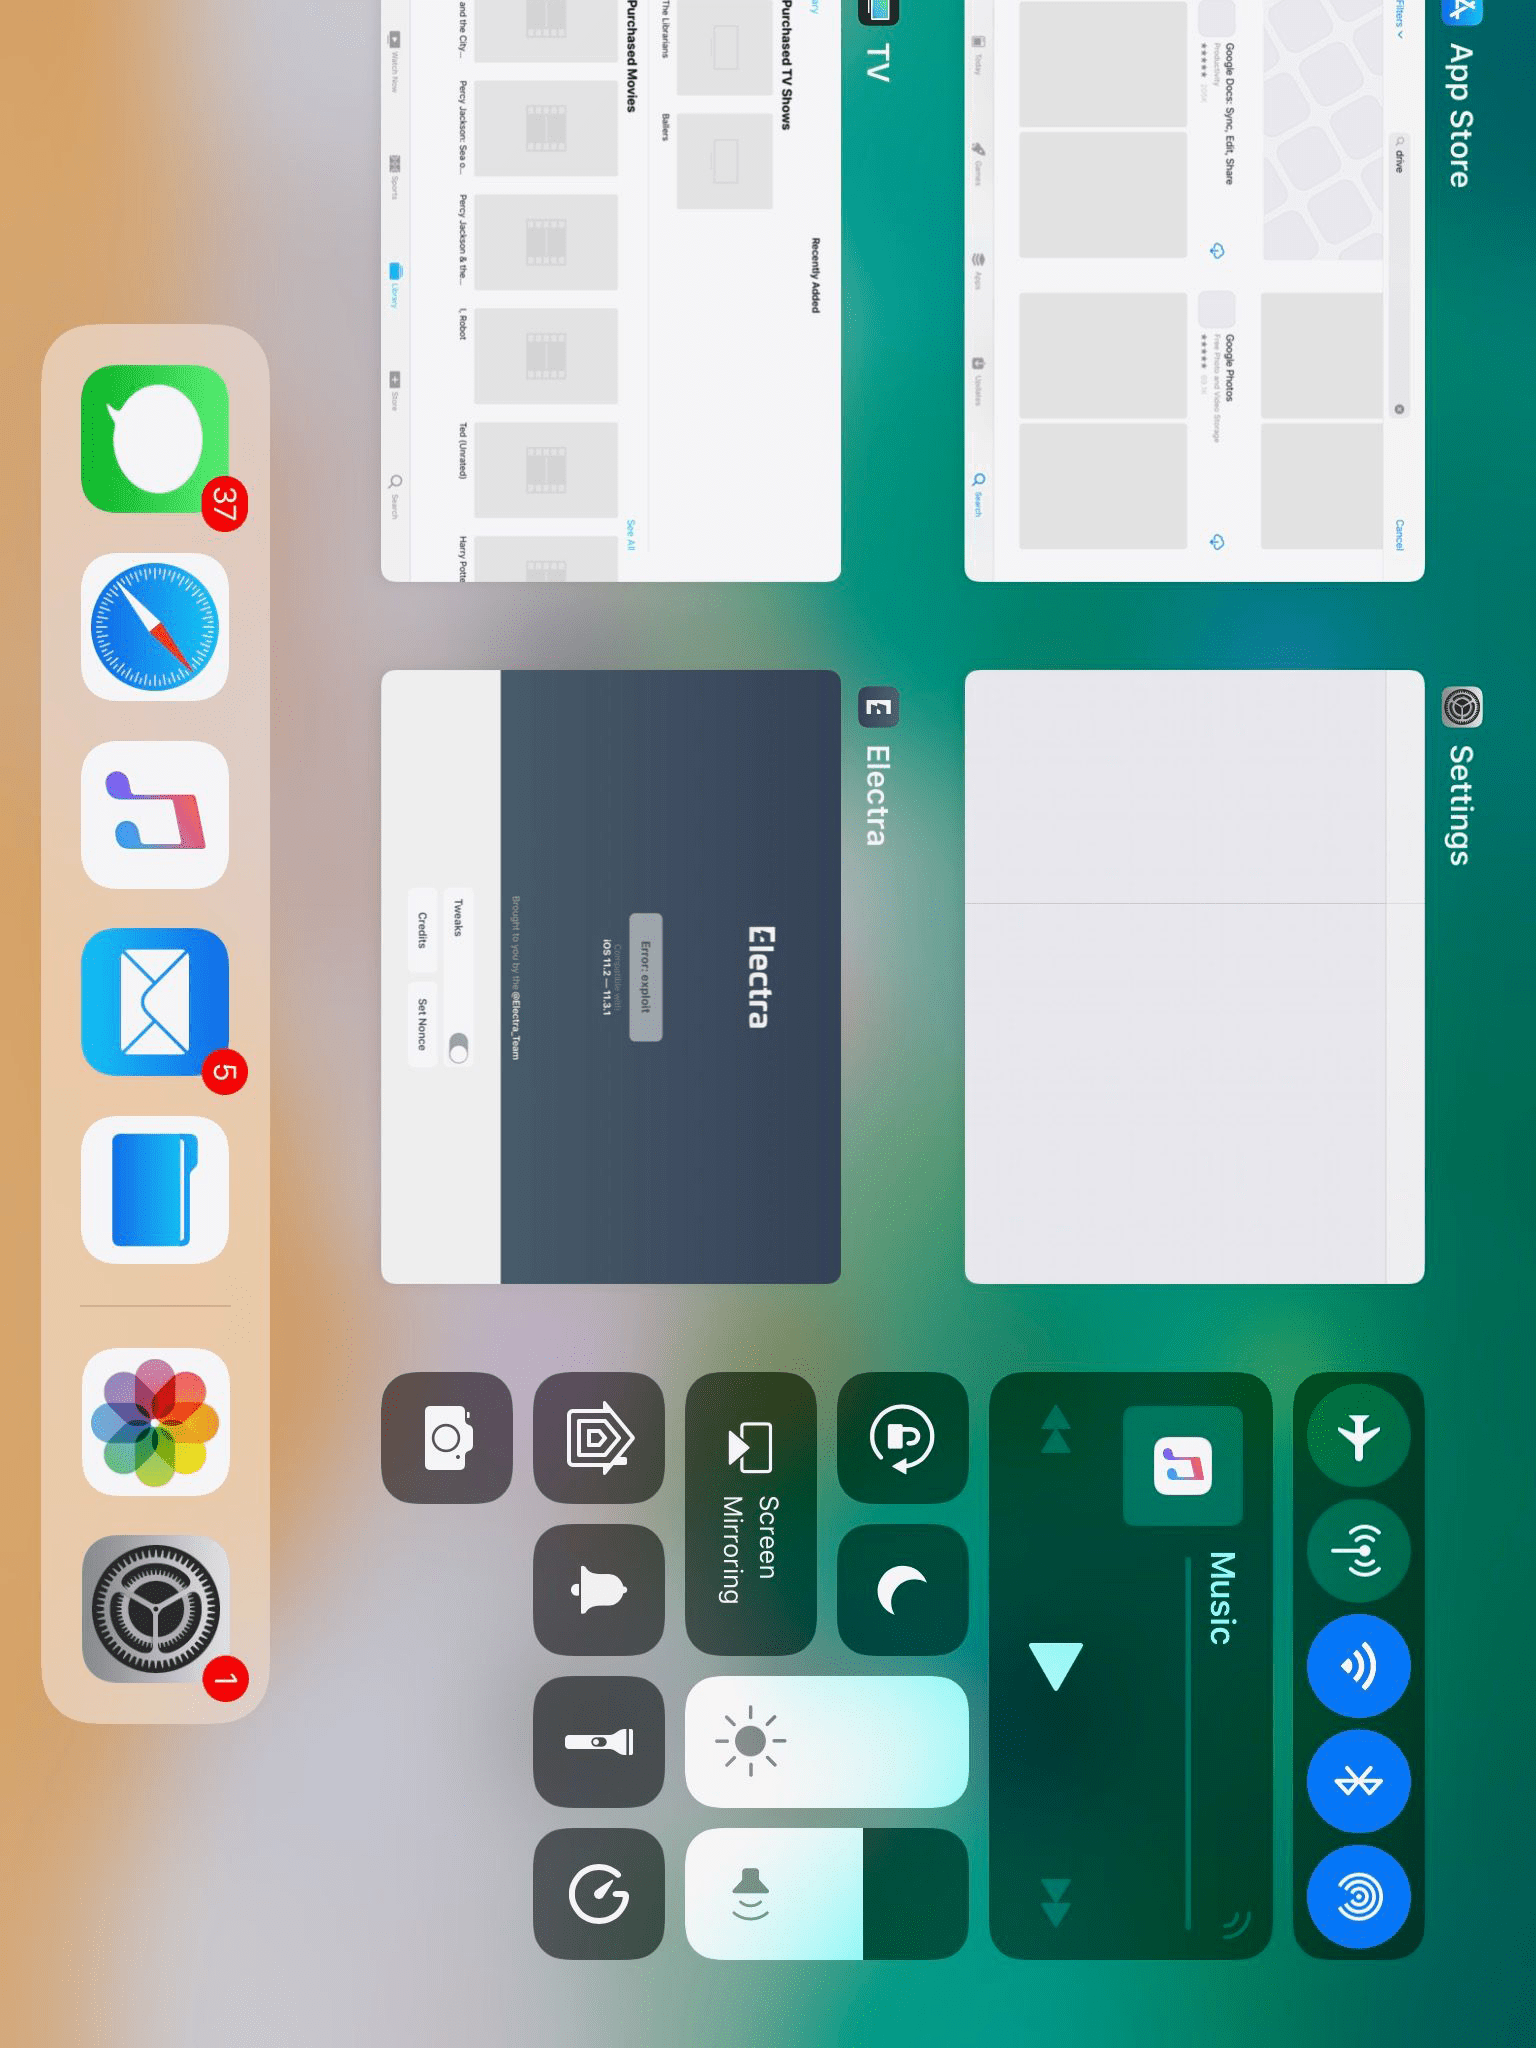 App Store
Filters
drive
Cancel
Google Docs: Sync, Edit, Share
Productivity
Google Photos
Free Photo and Video Storage
Today
Games
Apps
Updates
Search
Settings
TV
Recently Added
Purchased TV Shows
The Librarians
Ballers
Purchased Movies
See All
and the City...
Percy Jackson: Sea o...
Percy Jackson & the...
I, Robot
Ted (Unrated)
Harry Potte
Watch Now
Sports
Library
Store
Search
Electra
Electra
Error: exploit
Compatible with
iOS 11.2 — 11.3.1
Brought to you by the @Electra_Team
Tweaks
Credits
Set Nonce
Music
Screen
Mirroring
37
5
1